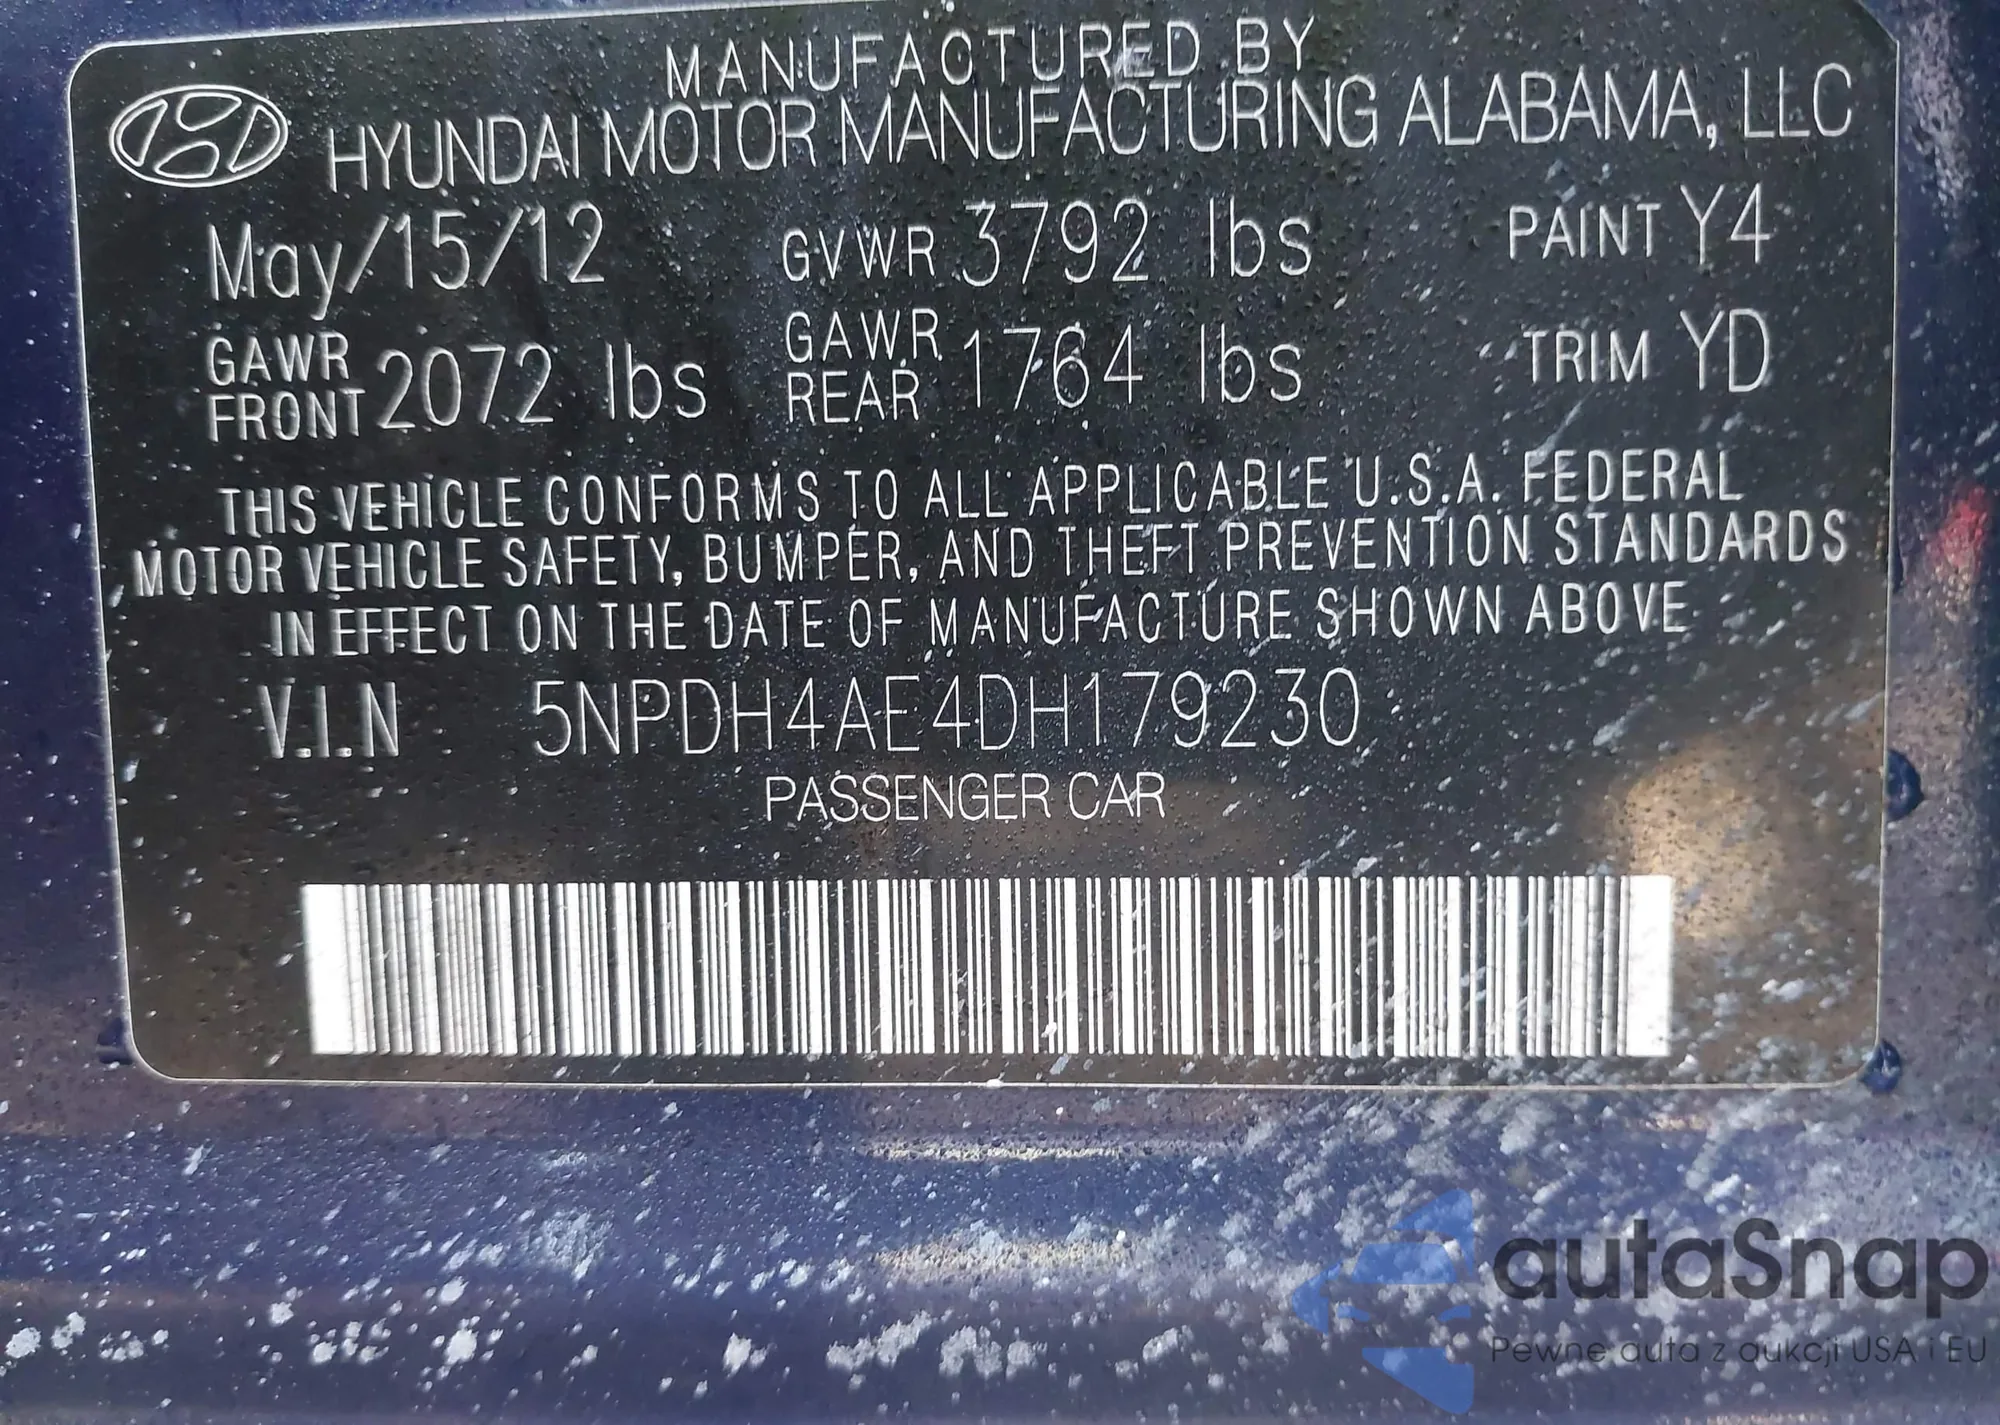 MANUFACTURED BY
HYUNDAI MOTOR MANUFACTURING ALABAMA, LLC
May/15/12 GVWR 3792 lbs PAINT Y4
GAWR FRONT 2072 lbs GAWR REAR 1764 lbs TRIM YD
THIS VEHICLE CONFORMS TO ALL APPLICABLE U.S.A. FEDERAL
MOTOR VEHICLE SAFETY, BUMPER, AND THEFT PREVENTION STANDARDS
IN EFFECT ON THE DATE OF MANUFACTURE SHOWN ABOVE
V.I.N : 5NPDH4AE4DH179230
PASSENGER CAR
autaSnap
Pewne auta z aukcji USA i EU